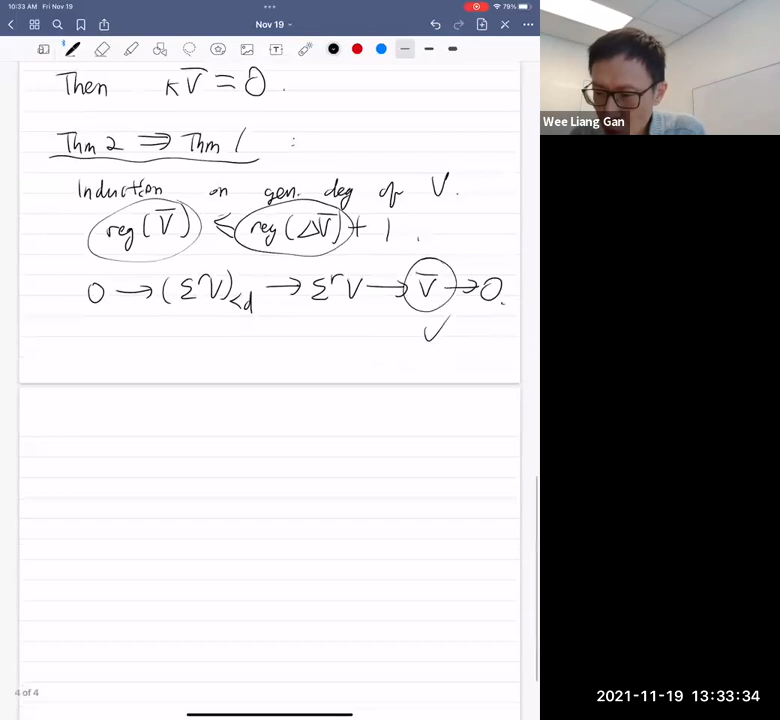 10:33 AM Fri Nov 19
79%
Nov 19
Then κV̅ = 0.
Thm 2 ⟹ Thm 1 :
Induction on gen. deg of V.
reg(V̅) ≤ reg(ΔV̅) + 1.
0 → (ΣʳV)<d → ΣʳV → V̅ → 0.
✓
4 of 4
Wee Liang Gan
2021-11-19 13:33:34